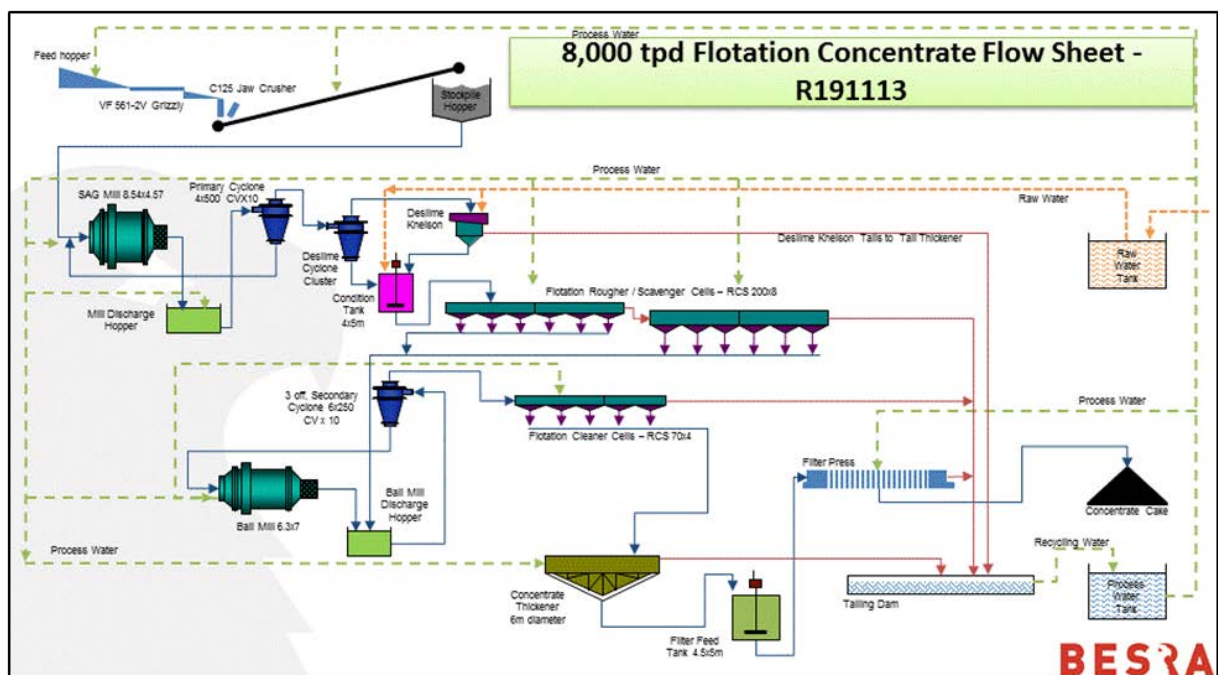 Process Water
8,000 tpd Flotation Concentrate Flow Sheet -
R191113
Feed hopper
C125 Jaw Crusher
VF 561-2V Grizzly
Stockpile
Hopper
Process Water
SAG Mill 8.54x4.57
Primary Cyclone
4x500 CVX10
Deslime
Knelson
Raw Water
Deslime Knelson Tails to Tail Thickener
Raw
Water
Tank
Deslime
Cyclone
Cluster
Condition
Tank
4x5m
Flotation Rougher / Scavenger Cells – RCS 200x8
Mill Discharge
Hopper
3 off, Secondary
Cyclone 6x250
CV x 10
Flotation Cleaner Cells – RCS 70x4
Process Water
Filter Press
Ball Mill
Discharge
Hopper
Ball Mill 6.3x7
Concentrate Cake
Process Water
Recycling Water
Concentrate
Thickener
6m diameter
Tailing Dam
Process
Water
Tank
Filter Feed
Tank 4.5x5m
BESRA